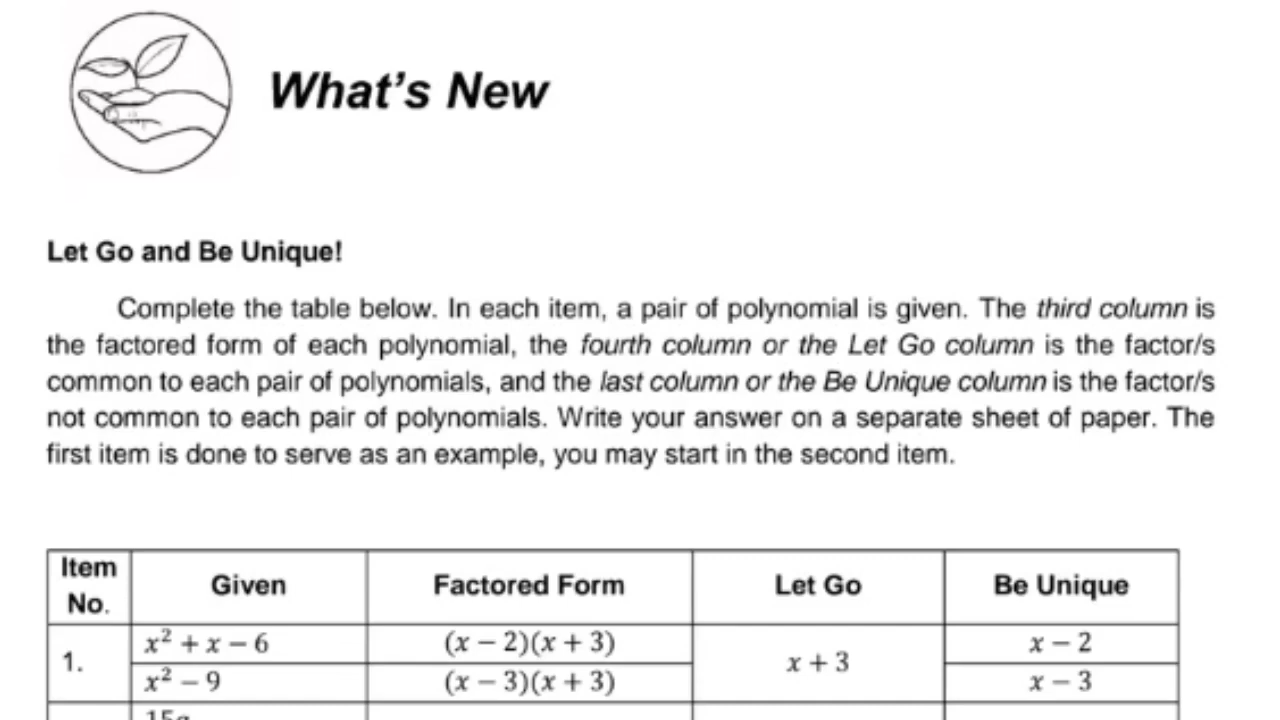 What's New
Let Go and Be Unique!
Complete the table below. In each item, a pair of polynomial is given. The third column is
the factored form of each polynomial, the fourth column or the Let Go column is the factor/s
common to each pair of polynomials, and the last column or the Be Unique column is the factor/s
not common to each pair of polynomials. Write your answer on a separate sheet of paper. The
first item is done to serve as an example, you may start in the second item.
Item No. Given Factored Form Let Go Be Unique
1. x² + x − 6 (x − 2)(x + 3) x + 3 x − 2
x² − 9 (x − 3)(x + 3) x − 3